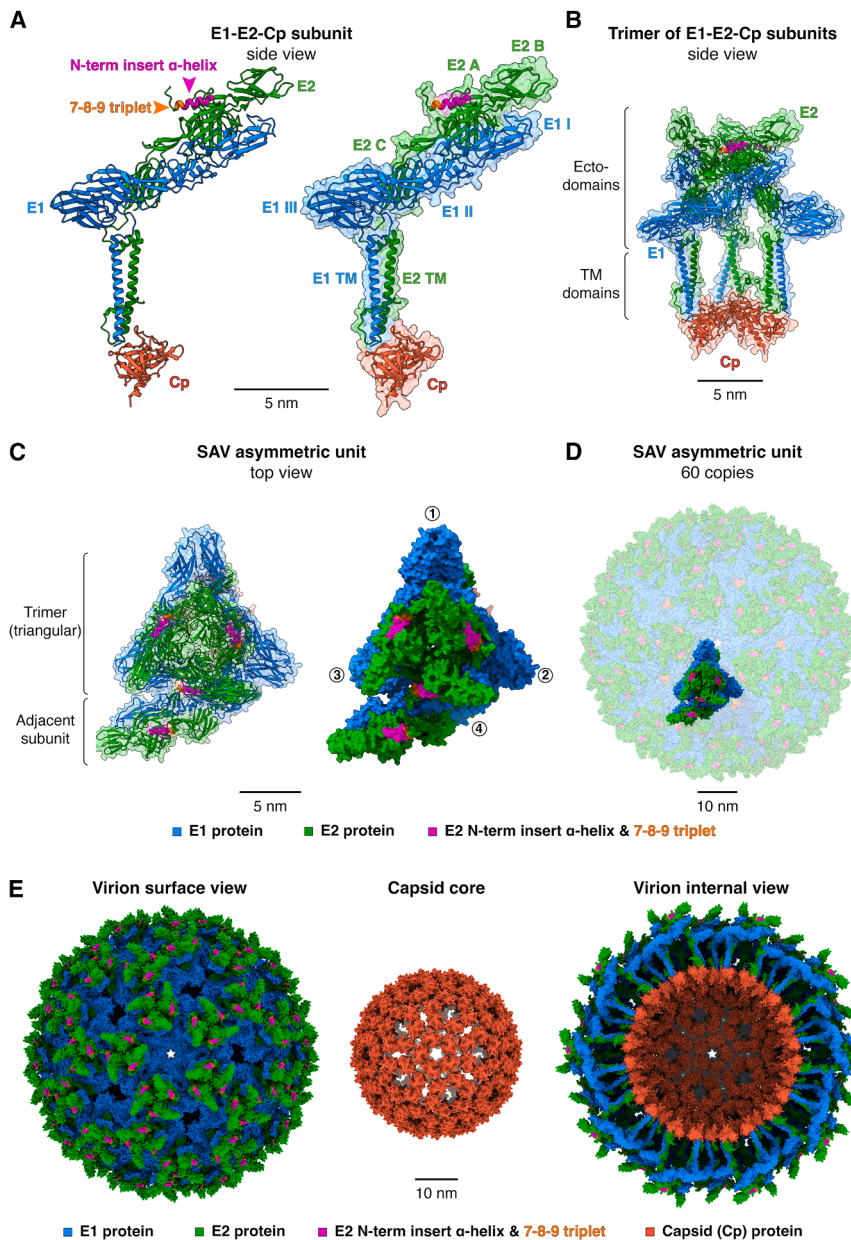 A
E1-E2-Cp subunit
side view
N-term insert α-helix
7-8-9 triplet
E2
E1
Cp
5 nm
E2 B
E2 A
E1 I
E2 C
E1 III
E1 II
E1 TM
E2 TM
Cp
B
Trimer of E1-E2-Cp subunits
side view
E2
Ecto-
domains
E1
TM
domains
Cp
5 nm
C
SAV asymmetric unit
top view
Trimer
(triangular)
Adjacent
subunit
①
②
③
④
5 nm
D
SAV asymmetric unit
60 copies
10 nm
E1 protein E2 protein E2 N-term insert α-helix & 7-8-9 triplet
E
Virion surface view
Capsid core
Virion internal view
10 nm
E1 protein E2 protein E2 N-term insert α-helix & 7-8-9 triplet Capsid (Cp) protein